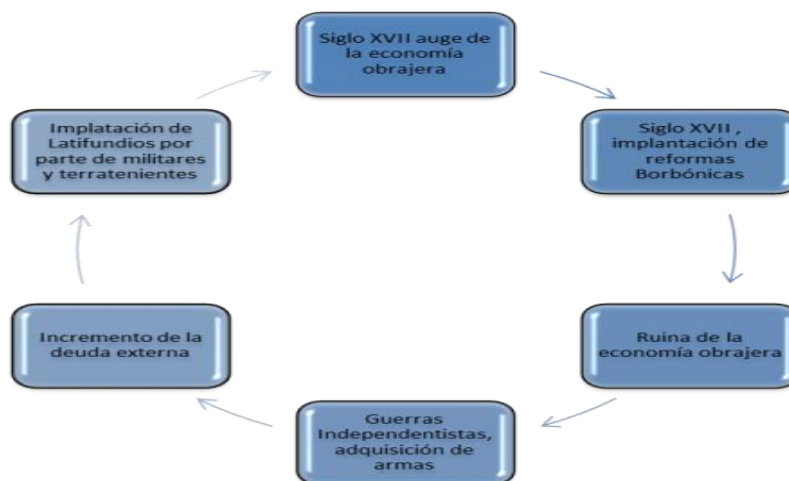 Siglo XVII auge de
la economía
obrajera
Siglo XVII ,
implantación de
reformas
Borbónicas
Ruina de la
economía obrajera
Guerras
Independentistas,
adquisición de
armas
Incremento de la
deuda externa
Implatación de
Latifundios por
parte de militares
y terratenientes